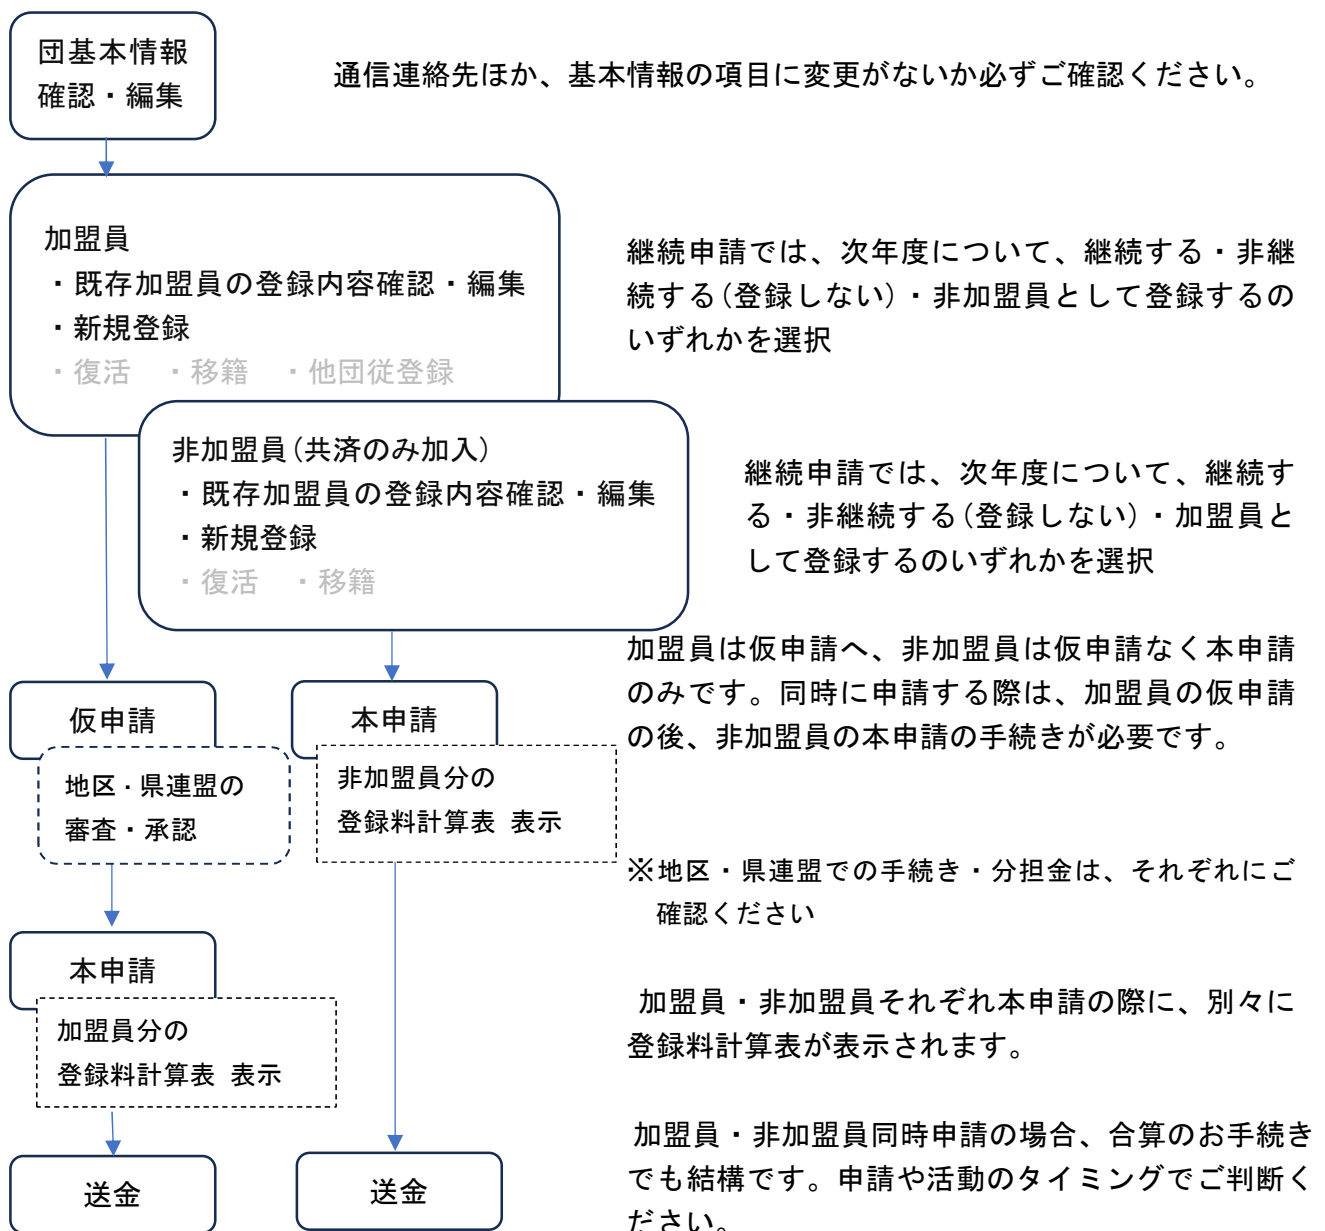 団基本情報
確認・編集
通信連絡先ほか、基本情報の項目に変更がないか必ずご確認ください。
加盟員
・既存加盟員の登録内容確認・編集
・新規登録
・復活　・移籍　・他団従登録
継続申請では、次年度について、継続する・非継
続する(登録しない)・非加盟員として登録するの
いずれかを選択
非加盟員(共済のみ加入)
・既存加盟員の登録内容確認・編集
・新規登録
・復活　・移籍
継続申請では、次年度について、継続す
る・非継続する(登録しない)・加盟員と
して登録するのいずれかを選択
加盟員は仮申請へ、非加盟員は仮申請なく本申請
のみです。同時に申請する際は、加盟員の仮申請
の後、非加盟員の本申請の手続きが必要です。
仮申請
地区・県連盟の
審査・承認
本申請
非加盟員分の
登録料計算表 表示
※地区・県連盟での手続き・分担金は、それぞれにご
確認ください
本申請
加盟員分の
登録料計算表 表示
加盟員・非加盟員それぞれ本申請の際に、別々に
登録料計算表が表示されます。
送金
送金
加盟員・非加盟員同時申請の場合、合算のお手続き
でも結構です。申請や活動のタイミングでご判断く
ださい。